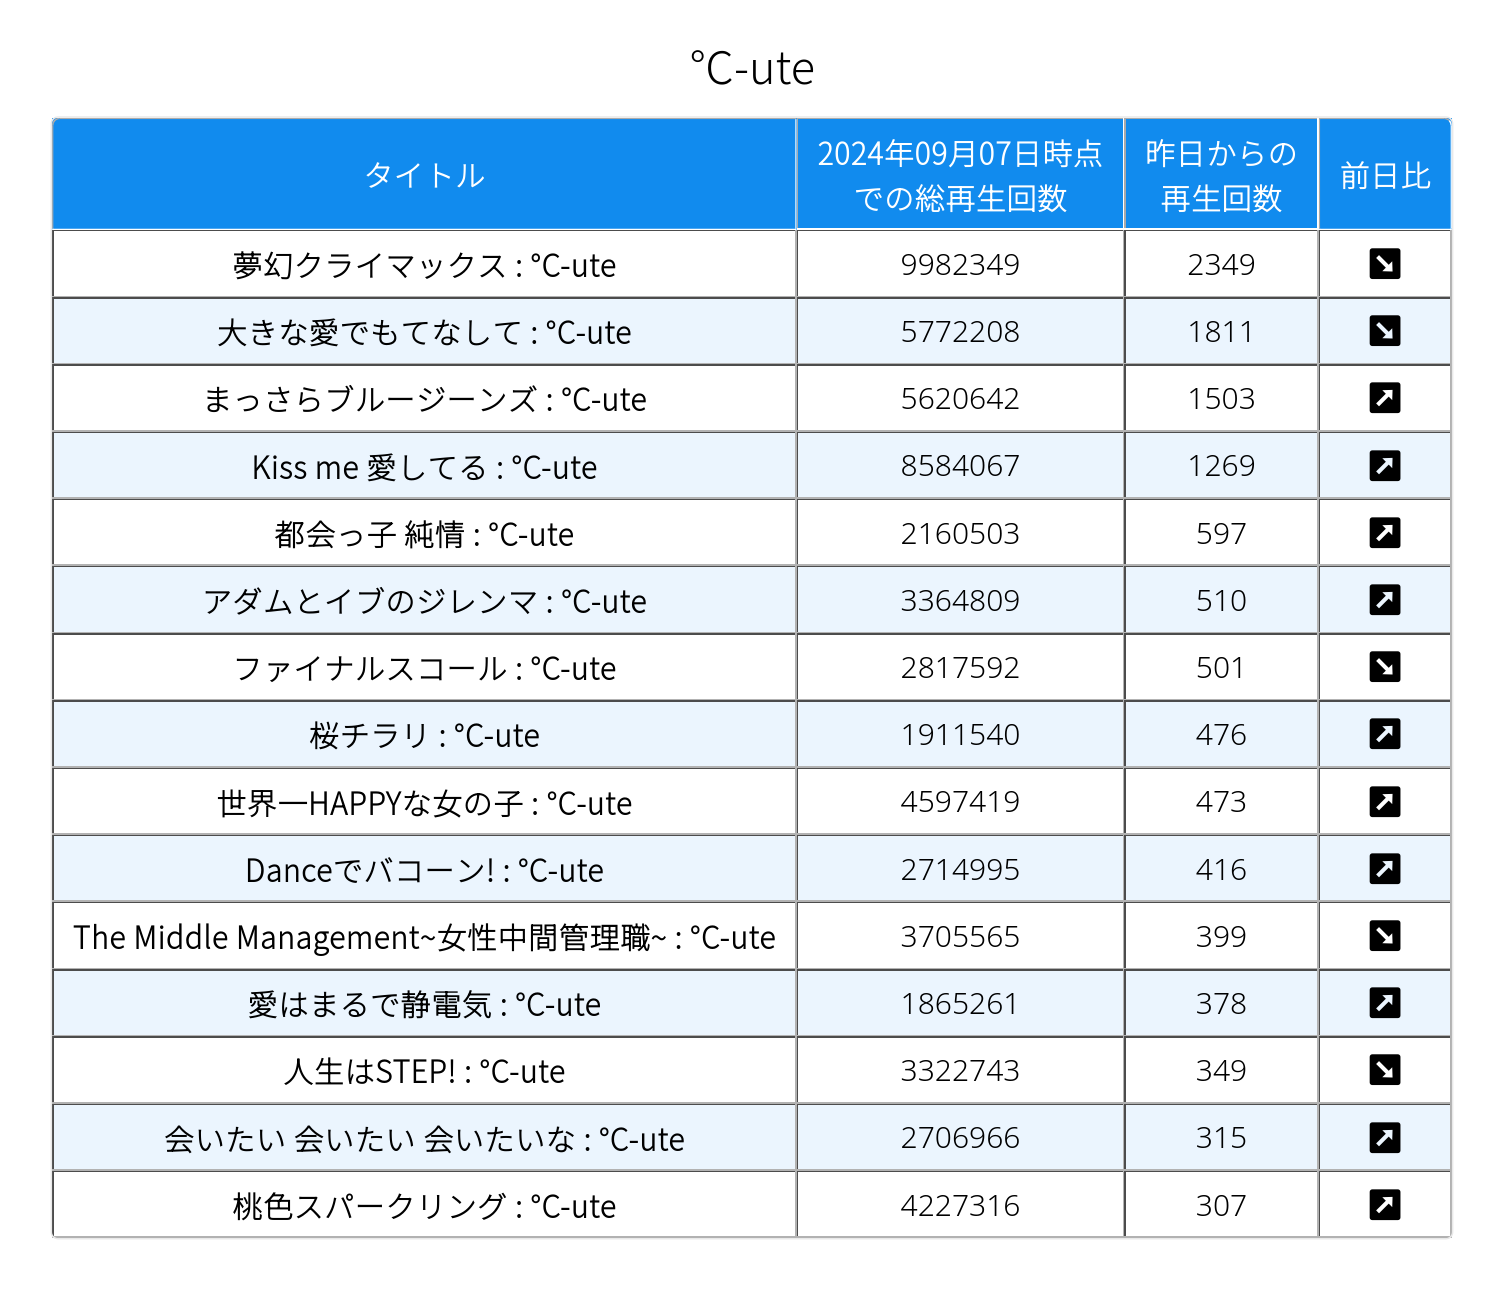 °C-ute
タイトル 2024年09月07日時点での総再生回数 昨日からの再生回数 前日比
夢幻クライマックス : °C-ute 9982349 2349 ↘
大きな愛でもてなして : °C-ute 5772208 1811 ↘
まっさらブルージーンズ : °C-ute 5620642 1503 ↗
Kiss me 愛してる : °C-ute 8584067 1269 ↗
都会っ子 純情 : °C-ute 2160503 597 ↗
アダムとイブのジレンマ : °C-ute 3364809 510 ↗
ファイナルスコール : °C-ute 2817592 501 ↘
桜チラリ : °C-ute 1911540 476 ↗
世界一HAPPYな女の子 : °C-ute 4597419 473 ↗
Danceでバコーン! : °C-ute 2714995 416 ↗
The Middle Management~女性中間管理職~ : °C-ute 3705565 399 ↘
愛はまるで静電気 : °C-ute 1865261 378 ↗
人生はSTEP! : °C-ute 3322743 349 ↘
会いたい 会いたい 会いたいな : °C-ute 2706966 315 ↗
桃色スパークリング : °C-ute 4227316 307 ↗